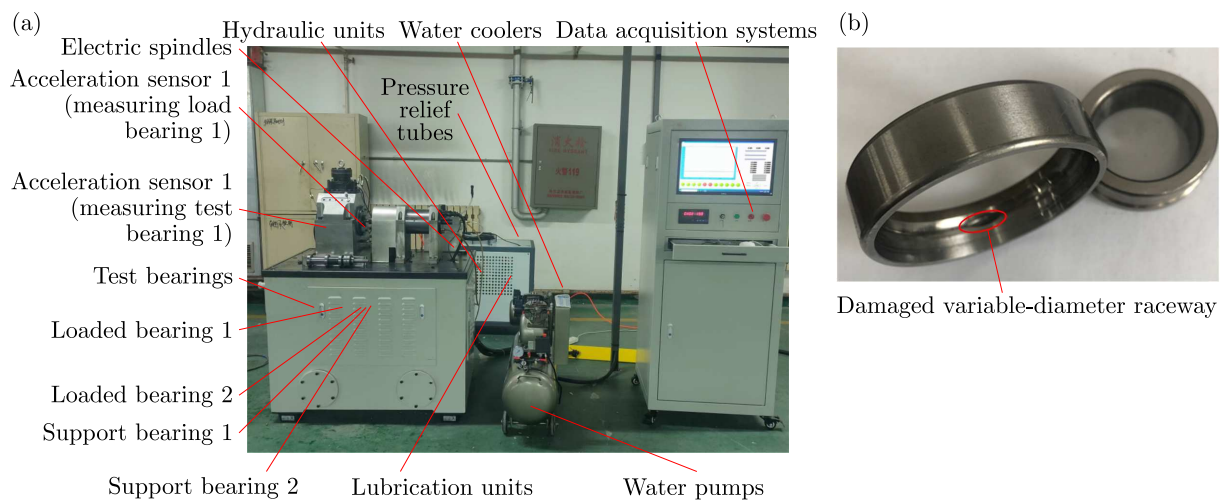 (a)
Hydraulic units
Water coolers
Data acquisition systems
(b)
Electric spindles
Acceleration sensor 1
(measuring load
bearing 1)
Pressure
relief
tubes
Acceleration sensor 1
(measuring test
bearing 1)
Test bearings
Loaded bearing 1
Loaded bearing 2
Support bearing 1
Support bearing 2
Lubrication units
Water pumps
Damaged variable-diameter raceway